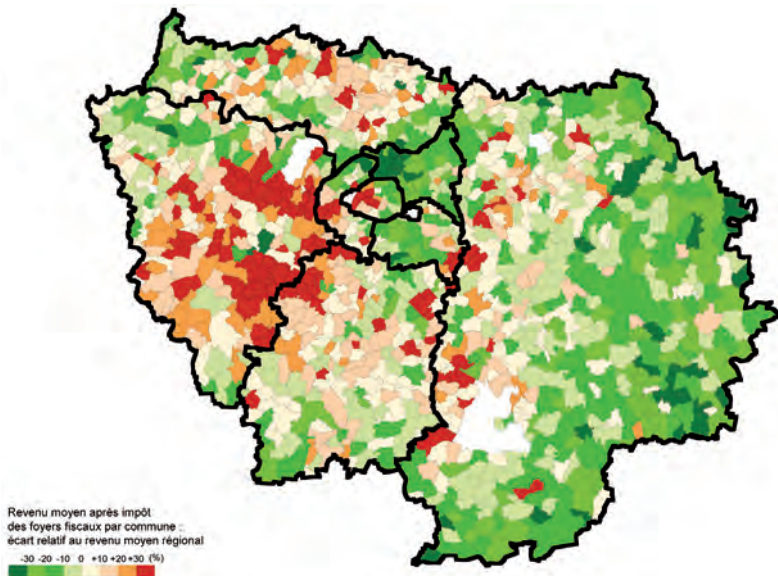 Revenu moyen après impôt
des foyers fiscaux par commune :
écart relatif au revenu moyen régional
-30 -20 -10 0 +10 +20 +30 (%)